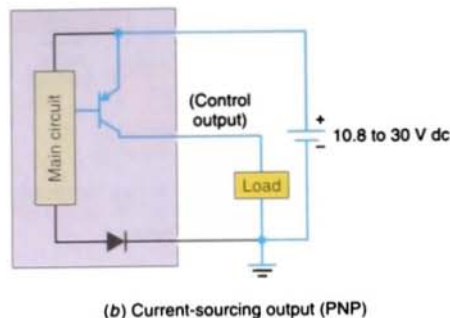 Main circuit
(Control
output)
+
10.8 to 30 V dc
−
Load
(b) Current-sourcing output (PNP)